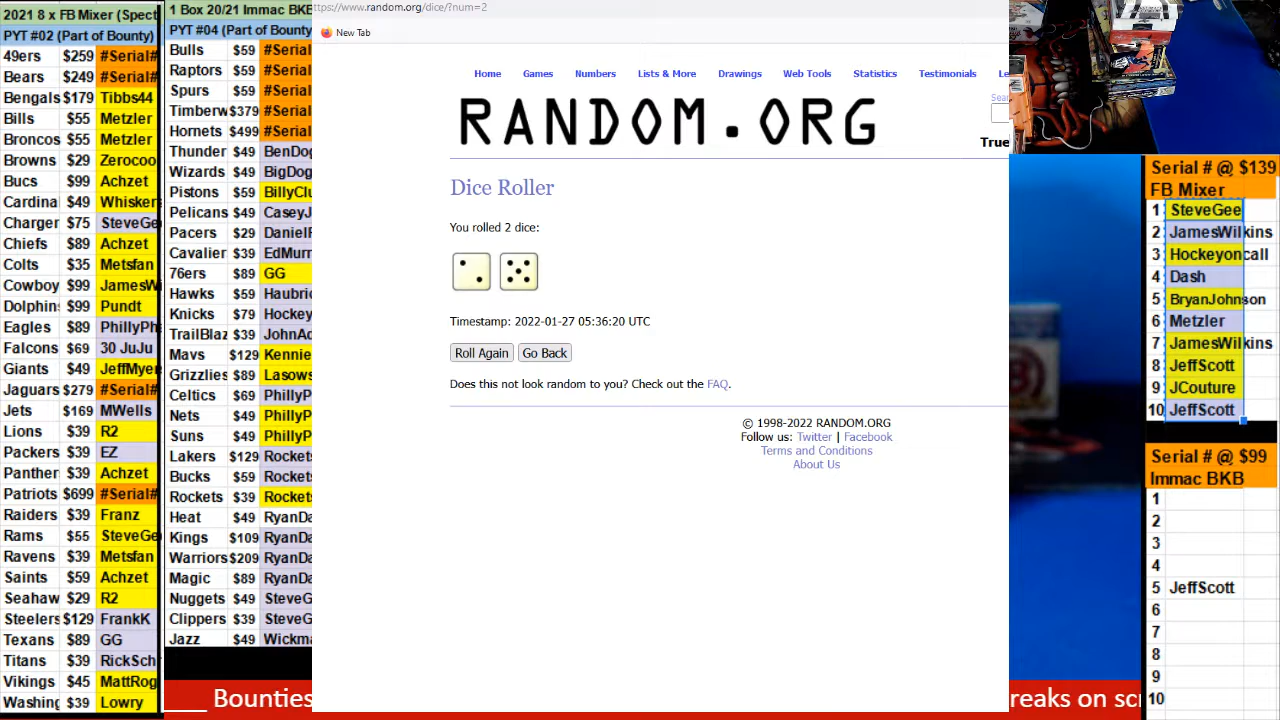 2021 8 x FB Mixer (Spect
PYT #02 (Part of Bounty)
49ers $259 #Serial#
Bears $249 #Serial#
Bengals $179 Tibbs44
Bills $55 Metzler
Broncos $55 Metzler
Browns $29 Zerocoo
Bucs $99 Achzet
Cardina $49 Whiskers
Charger $75 SteveGe
Chiefs $89 Achzet
Colts $35 Metsfan
Cowboy $99 JamesWi
Dolphins $99 Pundt
Eagles $89 PhillyPh
Falcons $69 30 JuJu
Giants $49 JeffMyer
Jaguars $279 #Serial#
Jets $169 MWells
Lions $39 R2
Packers $39 EZ
Panther $39 Achzet
Patriots $699 #Serial#
Raiders $39 Franz
Rams $55 SteveGe
Ravens $39 Metsfan
Saints $59 Achzet
Seahaw $29 R2
Steelers $129 FrankK
Texans $89 GG
Titans $39 RickSch
Vikings $45 MattRog
Washing $39 Lowry
1 Box 20/21 Immac BKB
PYT #04 (Part of Bounty)
Bulls $59 #Serial
Raptors $59 #Serial
Spurs $59 #Serial
Timberw $379 #Serial
Hornets $499 #Serial
Thunder $49 BenDog
Wizards $49 BigDog
Pistons $59 BillyClu
Pelicans $49 CaseyJ
Pacers $29 DanielF
Cavalier $39 EdMurr
76ers $89 GG
Hawks $59 Haubric
Knicks $79 Hockey
TrailBlaz $39 JohnAc
Mavs $129 Kennie
Grizzlies $89 Lasows
Celtics $69 PhillyP
Nets $49 PhillyP
Suns $49 PhillyP
Lakers $129 Rockets
Bucks $59 Rockets
Rockets $39 Rockets
Heat $49 RyanDa
Kings $109 RyanDa
Warriors $209 RyanDa
Magic $89 RyanDa
Nuggets $49 SteveG
Clippers $39 SteveG
Jazz $49 Wickm
ttps://www.random.org/dice/?num=2
New Tab
Home Games Numbers Lists & More Drawings Web Tools Statistics Testimonials Le
RANDOM.ORG
Sear
True
Dice Roller
You rolled 2 dice:
Timestamp: 2022-01-27 05:36:20 UTC
Roll Again Go Back
Does this not look random to you? Check out the FAQ.
© 1998-2022 RANDOM.ORG
Follow us: Twitter | Facebook
Terms and Conditions
About Us
Serial # @ $139
FB Mixer
1 SteveGee
2 JamesWilkins
3 Hockeyoncall
4 Dash
5 BryanJohnson
6 Metzler
7 JamesWilkins
8 JeffScott
9 JCouture
10 JeffScott
Serial # @ $99
Immac BKB
1
2
3
4
5 JeffScott
6
7
8
9
10
Bounties
reaks on scr